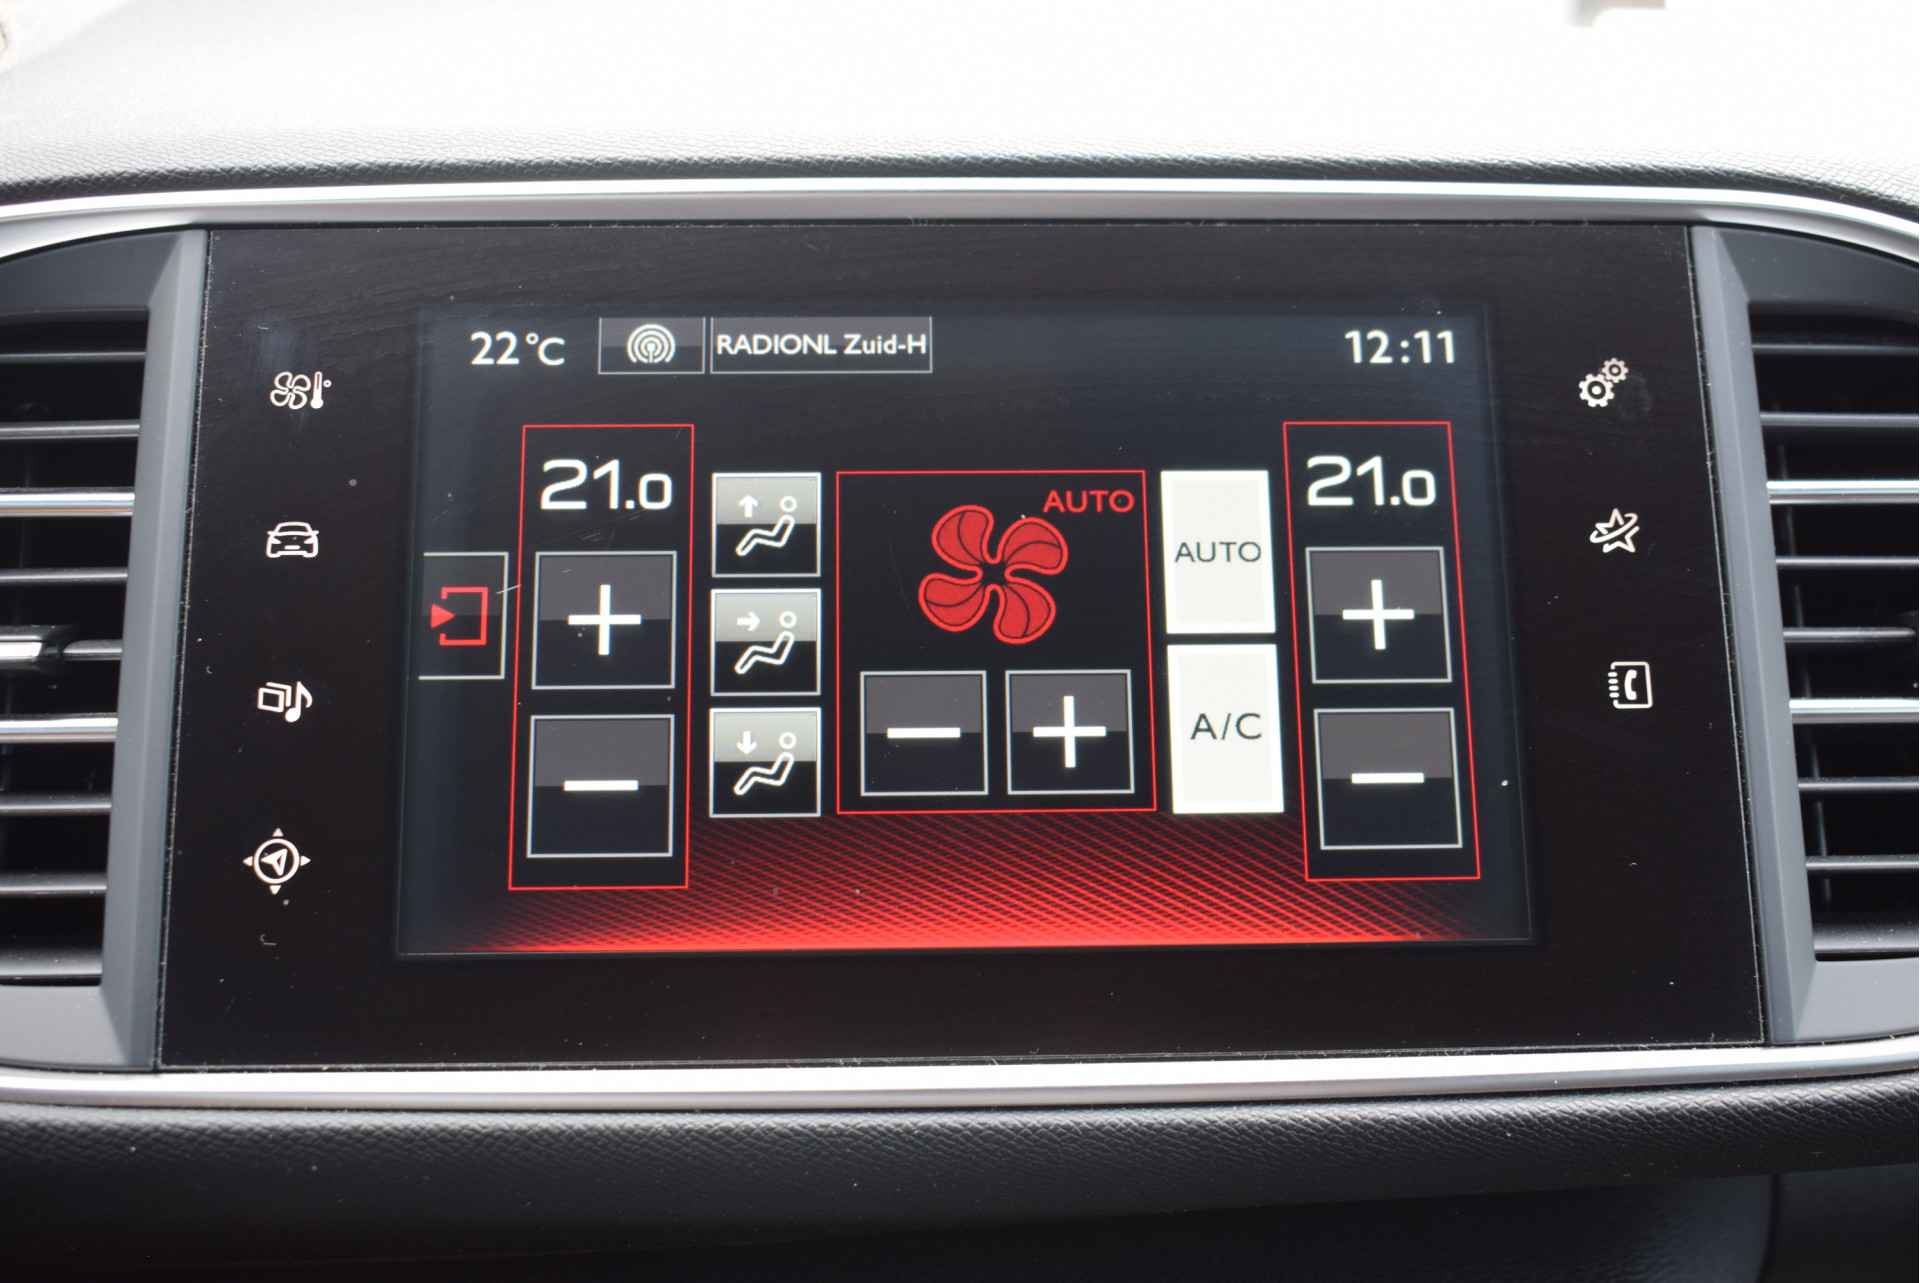 22°C RADIONL Zuid-H 12:11
21.0 AUTO 21.0
AUTO
A/C